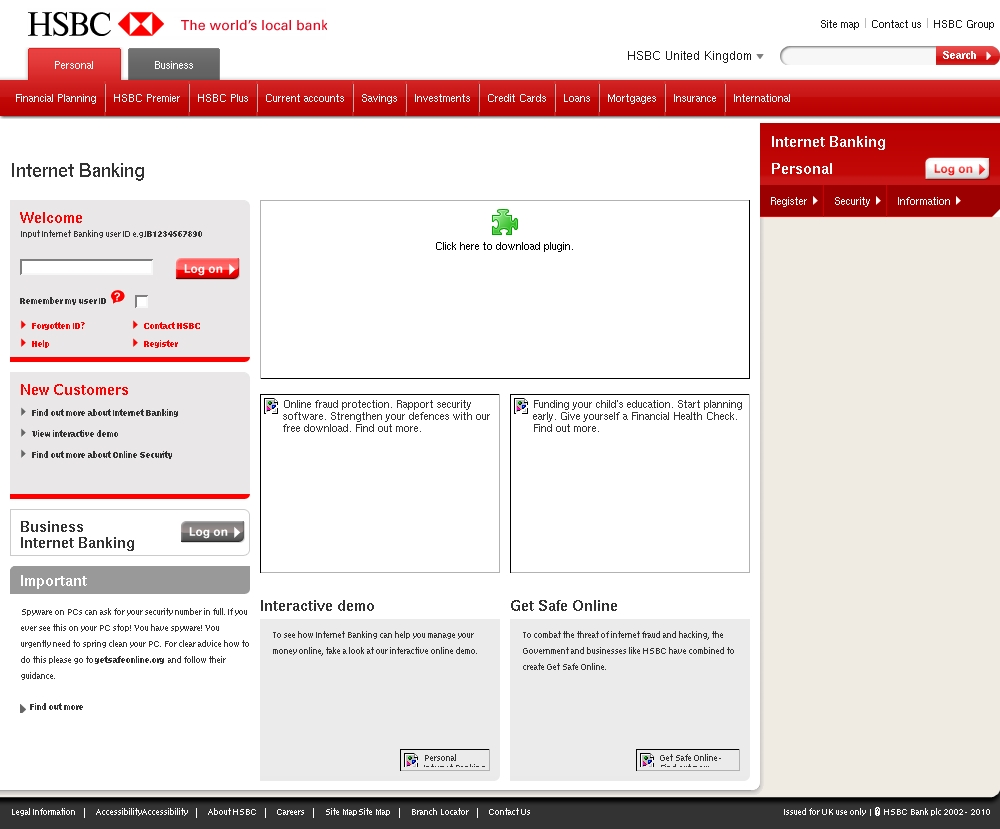 HSBC The world's local bank
Site map Contact us HSBC Group
HSBC United Kingdom
Search
Personal
Business
Financial Planning HSBC Premier HSBC Plus Current accounts Savings Investments Credit Cards Loans Mortgages Insurance International
Internet Banking
Personal
Log on
Register Security Information
Internet Banking
Welcome
Input Internet Banking user ID e.g.IB1234567890
Log on
Remember my user ID ?
Forgotten ID? Contact HSBC
Help Register
Click here to download plugin.
New Customers
Find out more about Internet Banking
View interactive demo
Find out more about Online Security
Online fraud protection. Rapport security
software. Strengthen your defences with our
free download. Find out more.
Funding your child's education. Start planning
early. Give yourself a Financial Health Check.
Find out more.
Business
Internet Banking
Log on
Important
Spyware on PCs can ask for your security number in full. If you
ever see this on your PC stop! You have spyware! You
urgently need to spring clean your PC. For clear advice how to
do this please go to getsafeonline.org and follow their
guidance.
Find out more
Interactive demo
To see how Internet Banking can help you manage your
money online, take a look at our interactive online demo.
Personal
Internet Banking
Get Safe Online
To combat the threat of internet fraud and hacking, the
Government and businesses like HSBC have combined to
create Get Safe Online.
Get Safe Online-
Find out now
Legal Information | AccessibilityAccessibility | About HSBC | Careers | Site MapSite Map | Branch Locator | Contact Us
Issued for UK use only | HSBC Bank plc 2002 - 2010